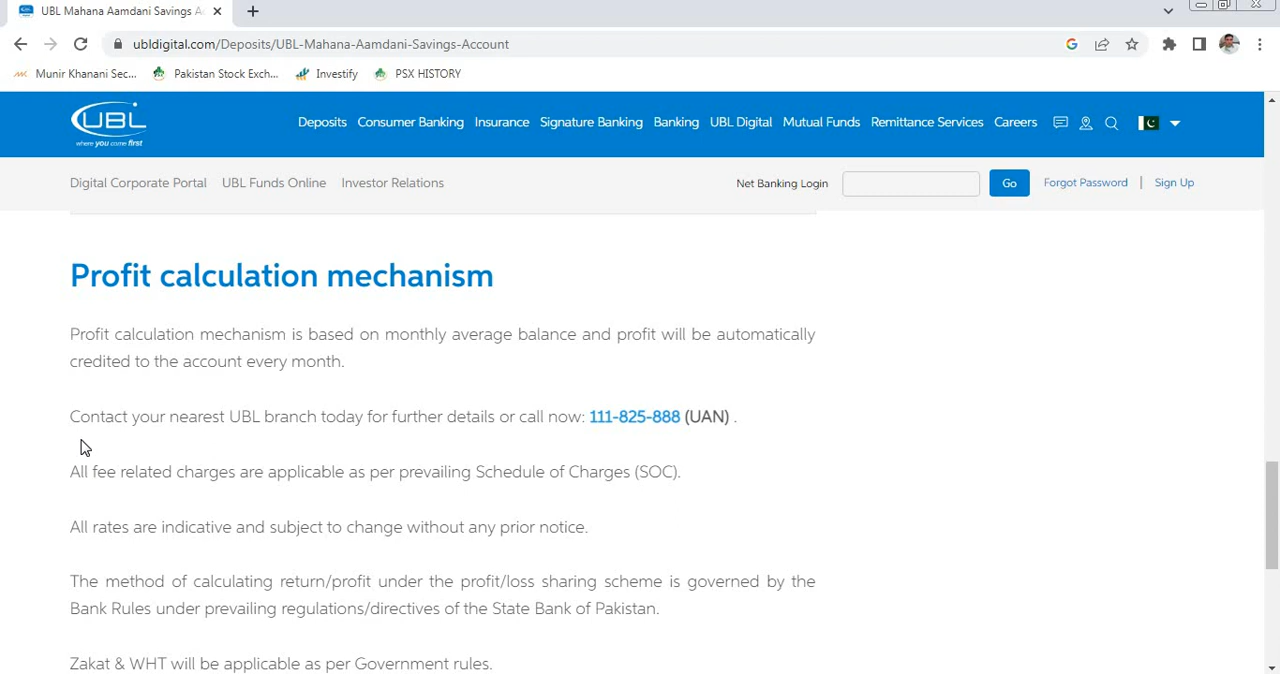 UBL Mahana Aamdani Savings Ac
ubldigital.com/Deposits/UBL-Mahana-Aamdani-Savings-Account
Munir Khanani Sec... Pakistan Stock Exch... Investify PSX HISTORY
UBL
where you come first
Deposits Consumer Banking Insurance Signature Banking Banking UBL Digital Mutual Funds Remittance Services Careers
Digital Corporate Portal UBL Funds Online Investor Relations Net Banking Login Go Forgot Password | Sign Up
Profit calculation mechanism
Profit calculation mechanism is based on monthly average balance and profit will be automatically
credited to the account every month.
Contact your nearest UBL branch today for further details or call now: 111-825-888 (UAN) .
All fee related charges are applicable as per prevailing Schedule of Charges (SOC).
All rates are indicative and subject to change without any prior notice.
The method of calculating return/profit under the profit/loss sharing scheme is governed by the
Bank Rules under prevailing regulations/directives of the State Bank of Pakistan.
Zakat & WHT will be applicable as per Government rules.